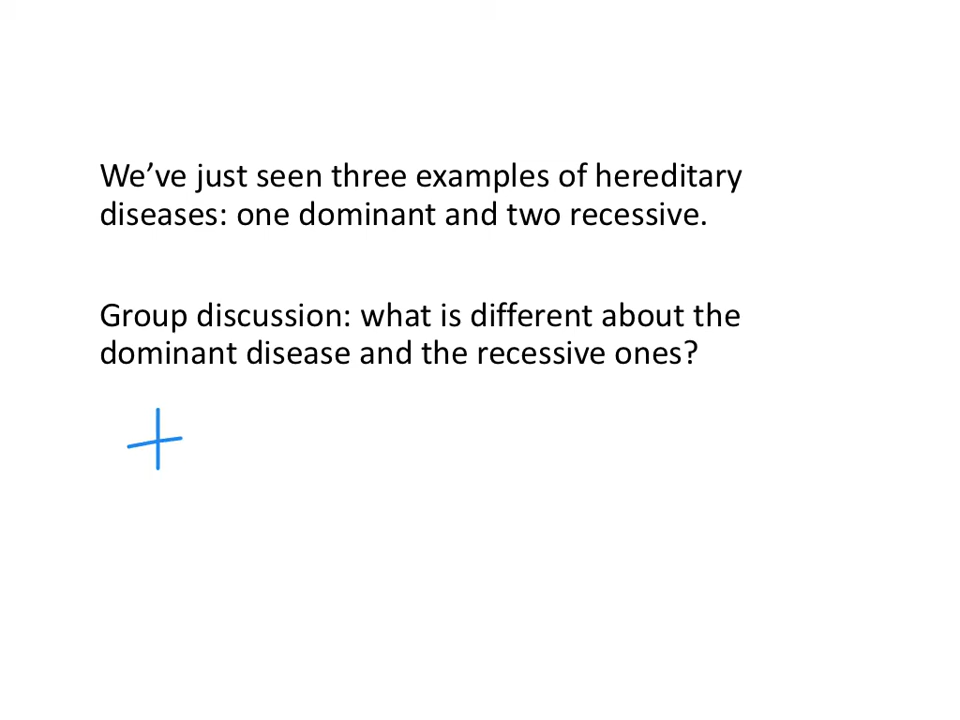 We’ve just seen three examples of hereditary
diseases: one dominant and two recessive.
Group discussion: what is different about the
dominant disease and the recessive ones?
+